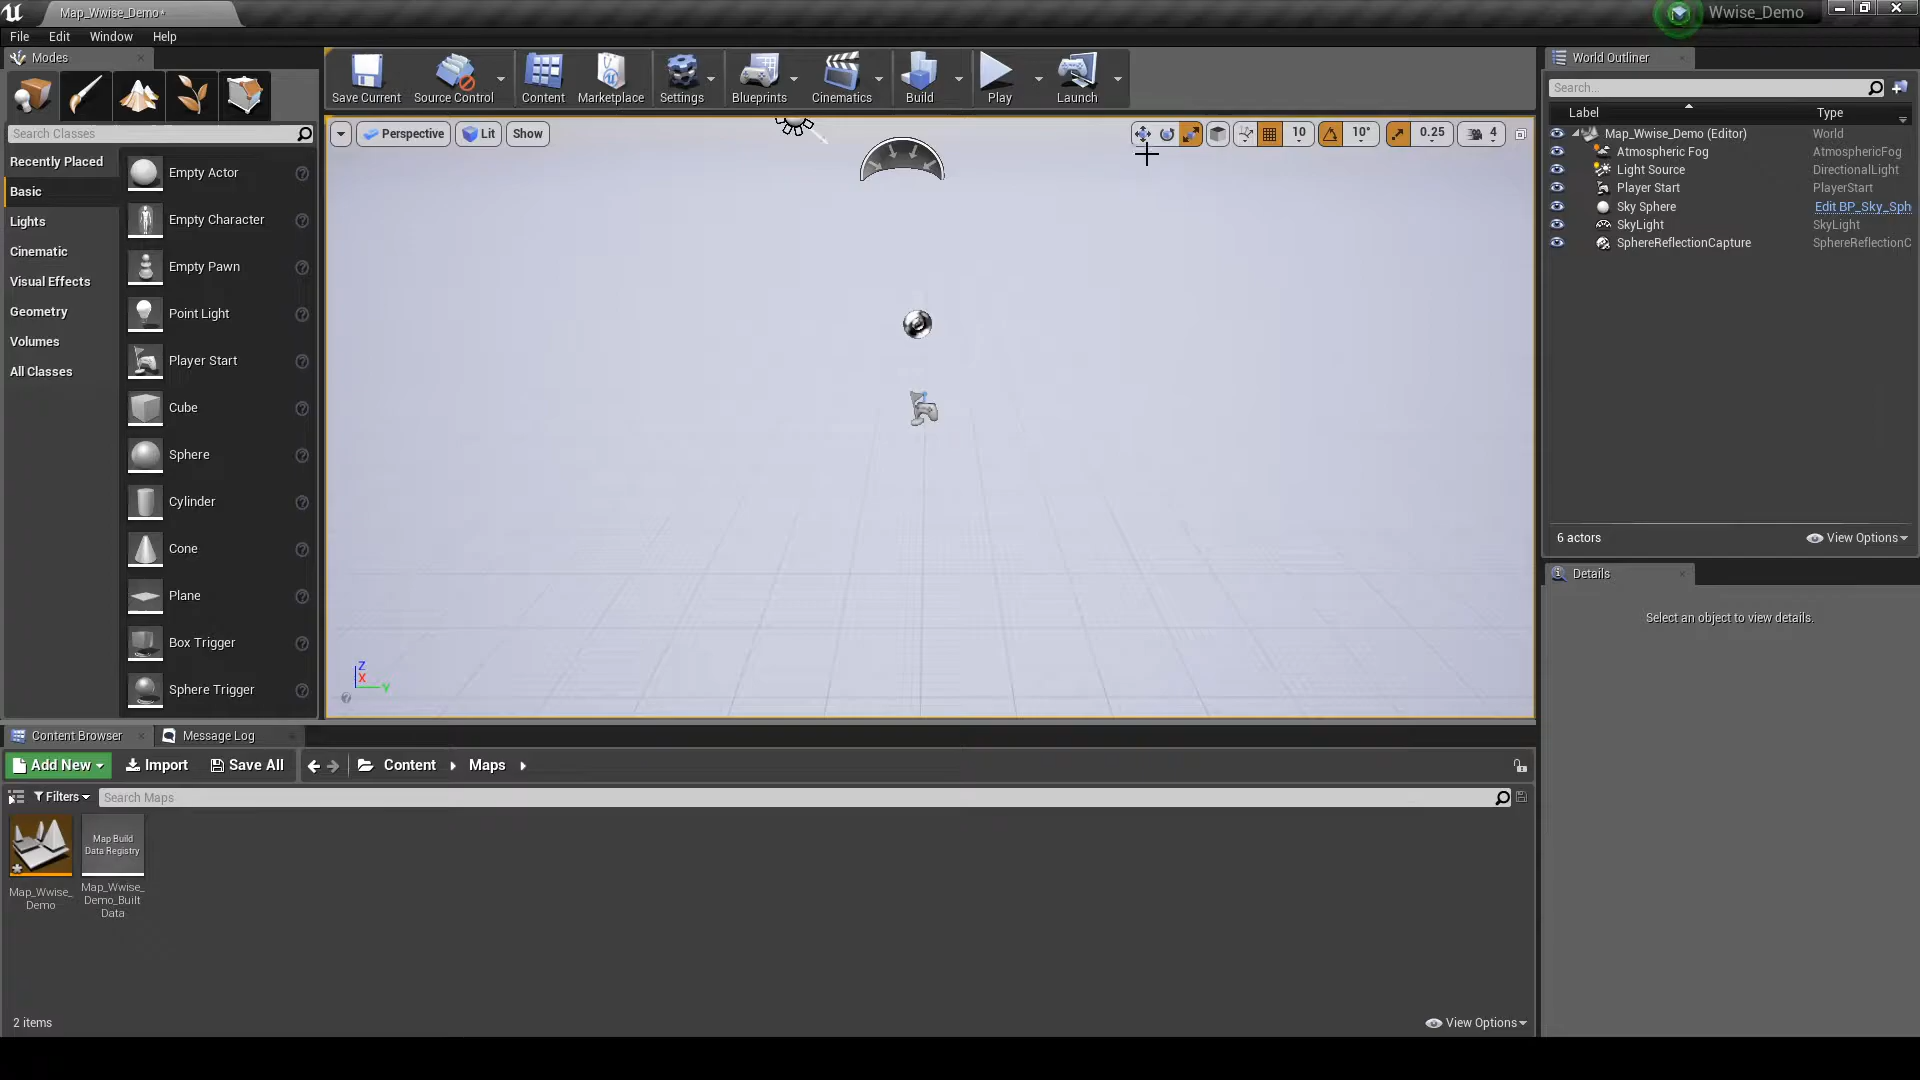 Map_Wwise_Demo*
Wwise_Demo
File Edit Window Help
Modes
Search Classes
Recently Placed
Basic
Lights
Cinematic
Visual Effects
Geometry
Volumes
All Classes
Empty Actor
Empty Character
Empty Pawn
Point Light
Player Start
Cube
Sphere
Cylinder
Cone
Plane
Box Trigger
Sphere Trigger
Save Current Source Control Content Marketplace Settings Blueprints Cinematics Build Play Launch
Perspective Lit Show
10 10° 0.25 4
Z
X
Y
World Outliner
Search...
Label Type
Map_Wwise_Demo (Editor) World
Atmospheric Fog AtmosphericFog
Light Source DirectionalLight
Player Start PlayerStart
Sky Sphere Edit BP_Sky_Sph
SkyLight SkyLight
SphereReflectionCapture SphereReflectionC
6 actors View Options
Details
Select an object to view details.
Content Browser Message Log
Add New Import Save All Content Maps
Filters Search Maps
Map Build
Data Registry
Map_Wwise_
Demo
Map_Wwise_
Demo_Built
Data
2 items View Options